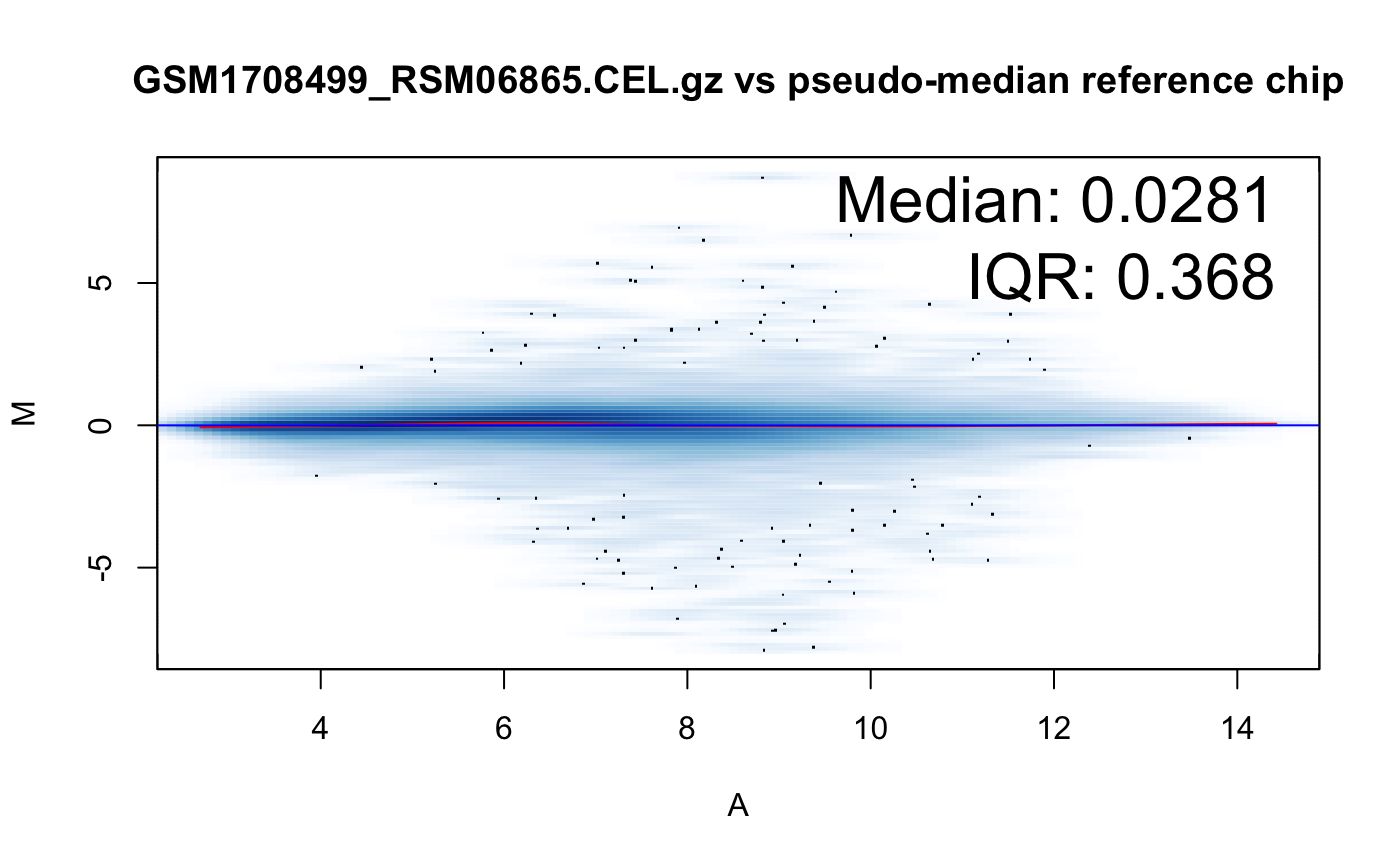 GSM1708499_RSM06865.CEL.gz vs pseudo-median reference chip
Median: 0.0281
IQR: 0.368
M
5
0
-5
4 6 8 10 12 14
A